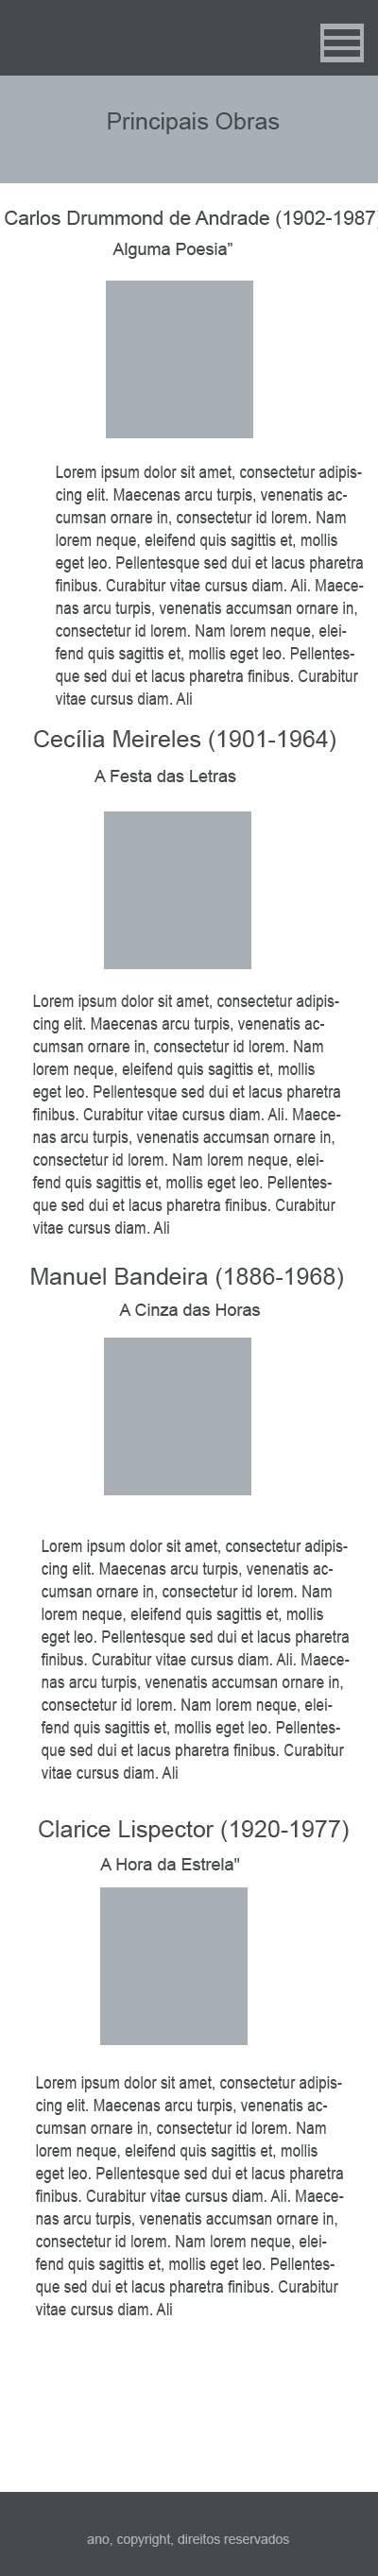 Principais Obras
Carlos Drummond de Andrade (1902-1987)
Alguma Poesia”
Lorem ipsum dolor sit amet, consectetur adipis-
cing elit. Maecenas arcu turpis, venenatis ac-
cumsan ornare in, consectetur id lorem. Nam
lorem neque, eleifend quis sagittis et, mollis
eget leo. Pellentesque sed dui et lacus pharetra
finibus. Curabitur vitae cursus diam. Ali. Maece-
nas arcu turpis, venenatis accumsan ornare in,
consectetur id lorem. Nam lorem neque, elei-
fend quis sagittis et, mollis eget leo. Pellentes-
que sed dui et lacus pharetra finibus. Curabitur
vitae cursus diam. Ali
Cecília Meireles (1901-1964)
A Festa das Letras
Lorem ipsum dolor sit amet, consectetur adipis-
cing elit. Maecenas arcu turpis, venenatis ac-
cumsan ornare in, consectetur id lorem. Nam
lorem neque, eleifend quis sagittis et, mollis
eget leo. Pellentesque sed dui et lacus pharetra
finibus. Curabitur vitae cursus diam. Ali. Maece-
nas arcu turpis, venenatis accumsan ornare in,
consectetur id lorem. Nam lorem neque, elei-
fend quis sagittis et, mollis eget leo. Pellentes-
que sed dui et lacus pharetra finibus. Curabitur
vitae cursus diam. Ali
Manuel Bandeira (1886-1968)
A Cinza das Horas
Lorem ipsum dolor sit amet, consectetur adipis-
cing elit. Maecenas arcu turpis, venenatis ac-
cumsan ornare in, consectetur id lorem. Nam
lorem neque, eleifend quis sagittis et, mollis
eget leo. Pellentesque sed dui et lacus pharetra
finibus. Curabitur vitae cursus diam. Ali. Maece-
nas arcu turpis, venenatis accumsan ornare in,
consectetur id lorem. Nam lorem neque, elei-
fend quis sagittis et, mollis eget leo. Pellentes-
que sed dui et lacus pharetra finibus. Curabitur
vitae cursus diam. Ali
Clarice Lispector (1920-1977)
A Hora da Estrela"
Lorem ipsum dolor sit amet, consectetur adipis-
cing elit. Maecenas arcu turpis, venenatis ac-
cumsan ornare in, consectetur id lorem. Nam
lorem neque, eleifend quis sagittis et, mollis
eget leo. Pellentesque sed dui et lacus pharetra
finibus. Curabitur vitae cursus diam. Ali. Maece-
nas arcu turpis, venenatis accumsan ornare in,
consectetur id lorem. Nam lorem neque, elei-
fend quis sagittis et, mollis eget leo. Pellentes-
que sed dui et lacus pharetra finibus. Curabitur
vitae cursus diam. Ali
ano, copyright, direitos reservados